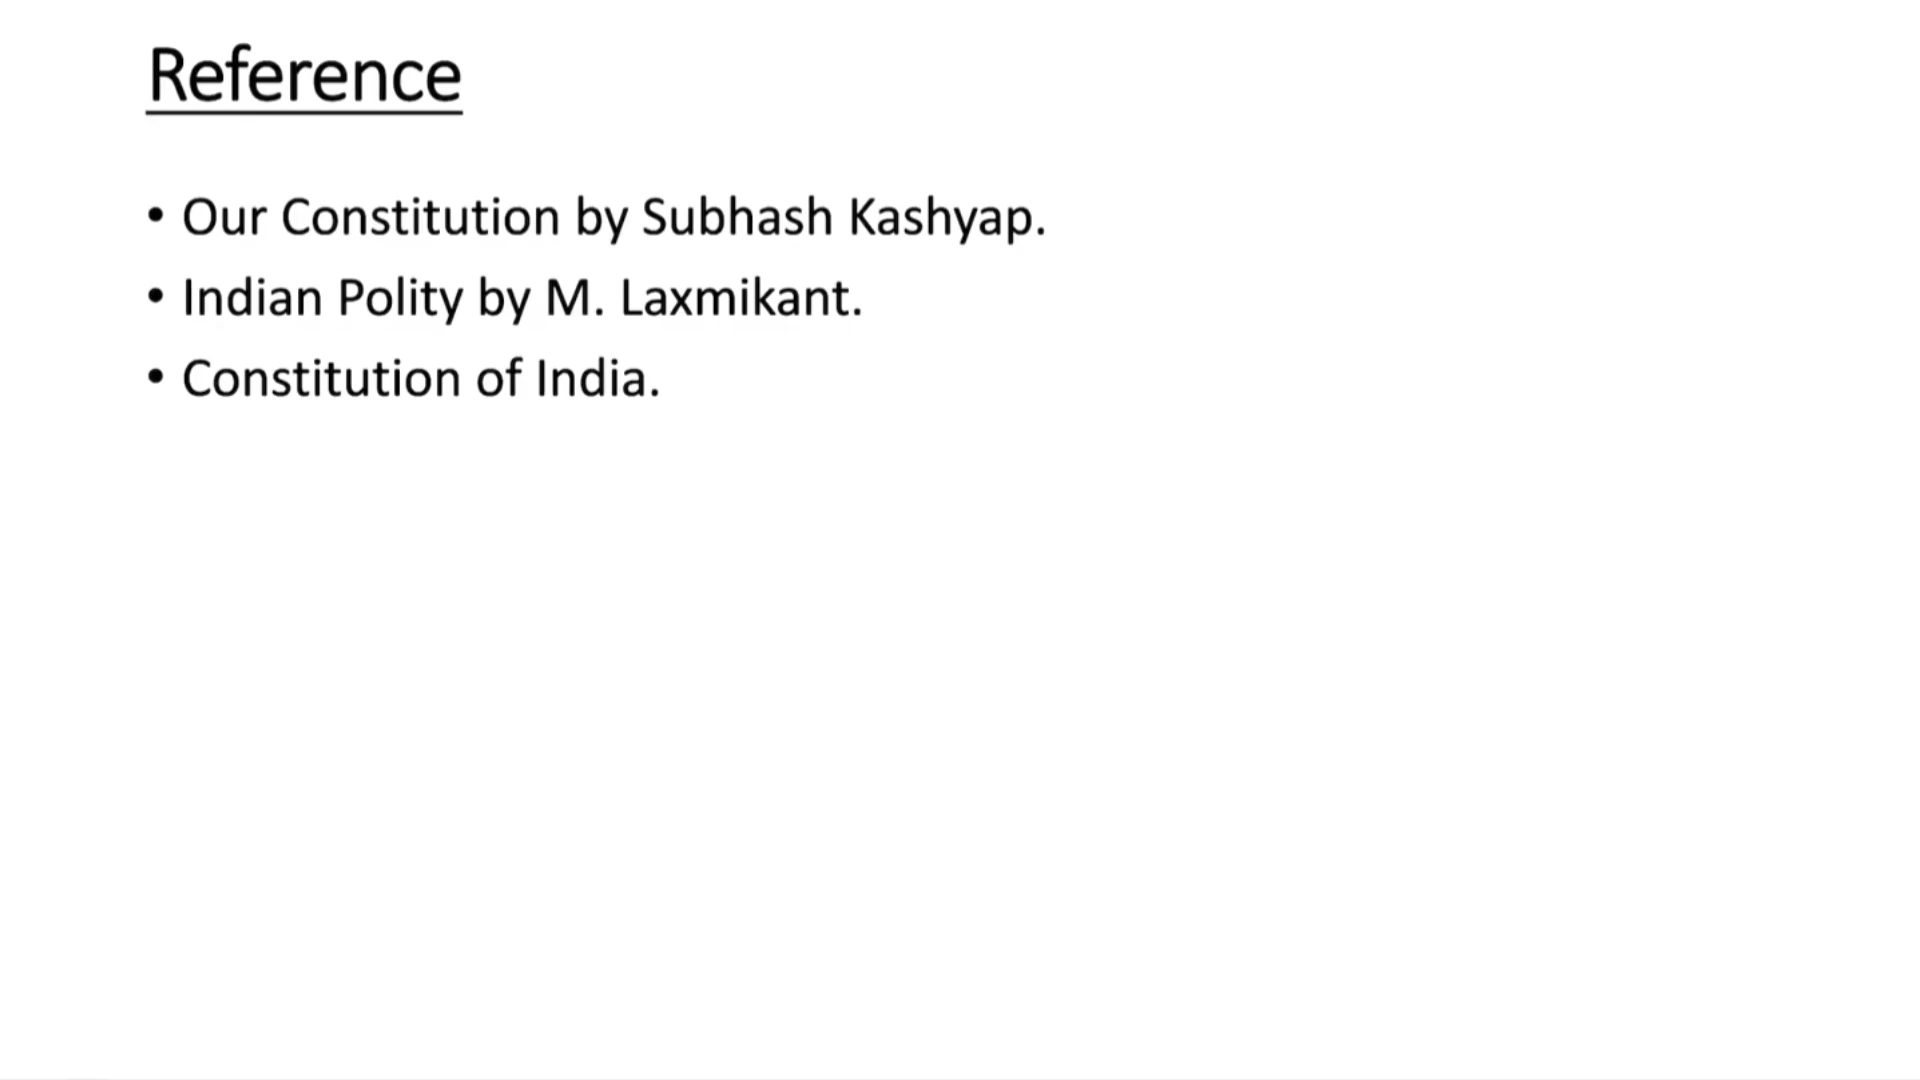 Reference
• Our Constitution by Subhash Kashyap.
• Indian Polity by M. Laxmikant.
• Constitution of India.